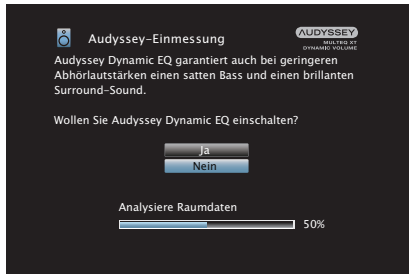 Audyssey-Einmessung
AUDYSSEY
MULTEQ XT
DYNAMIC VOLUME
Audyssey Dynamic EQ garantiert auch bei geringeren
Abhörlautstärken einen satten Bass und einen brillanten
Surround-Sound.
Wollen Sie Audyssey Dynamic EQ einschalten?
Ja
Nein
Analysiere Raumdaten
50%